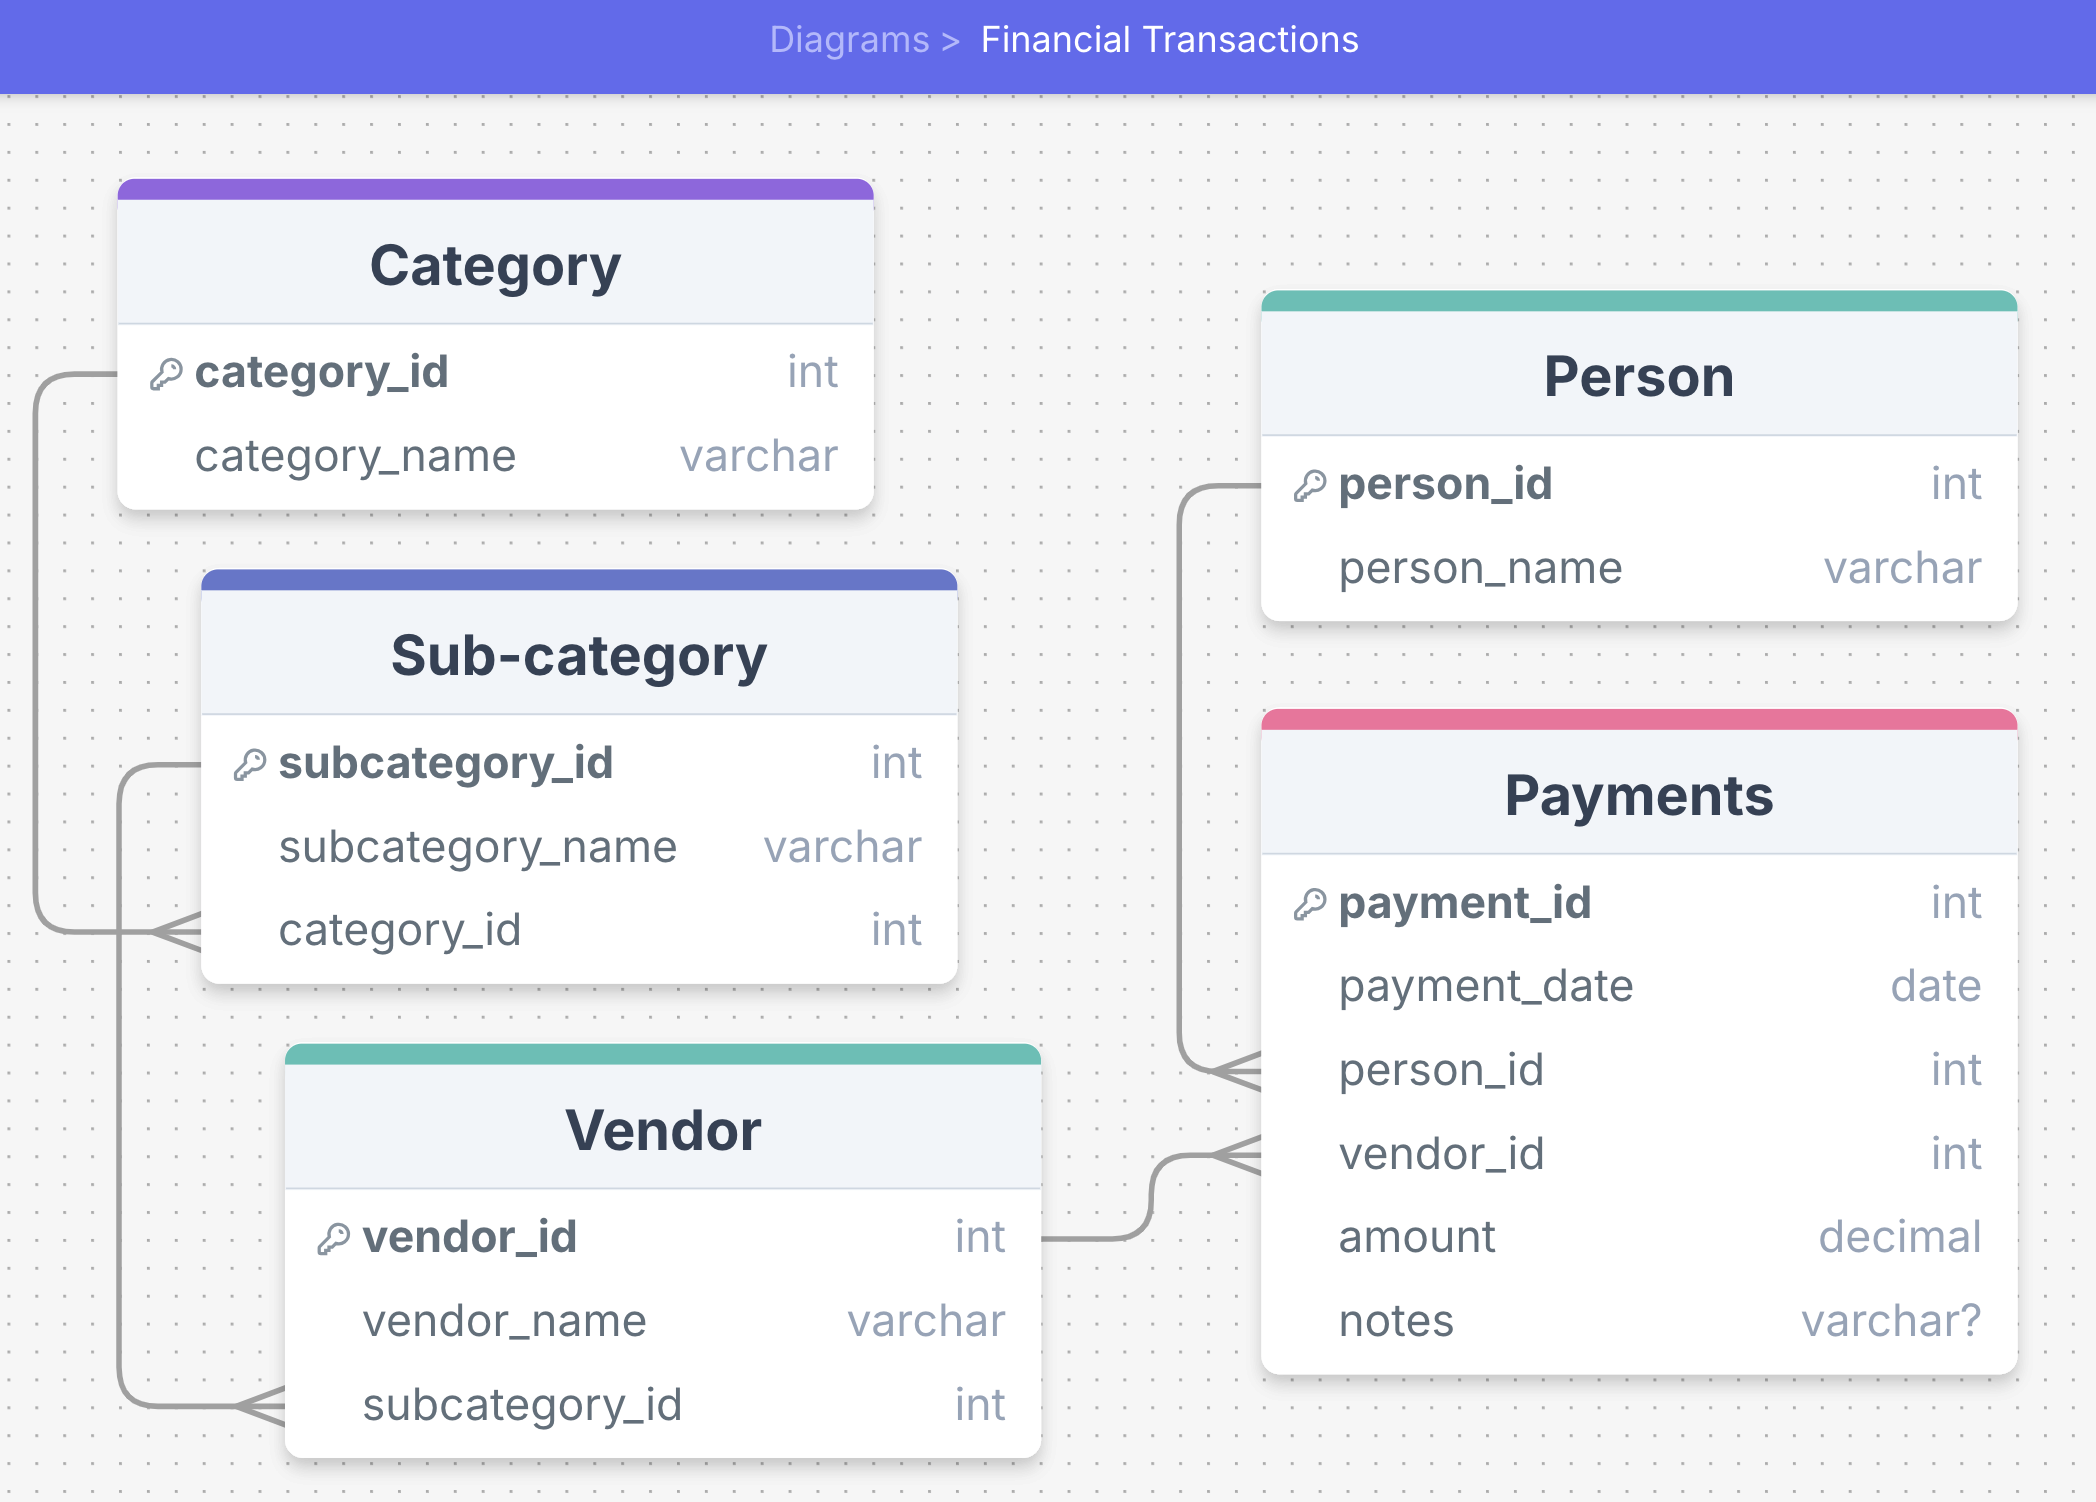 Diagrams > Financial Transactions
Category
category_id int
category_name varchar
Sub-category
subcategory_id int
subcategory_name varchar
category_id int
Vendor
vendor_id int
vendor_name varchar
subcategory_id int
Person
person_id int
person_name varchar
Payments
payment_id int
payment_date date
person_id int
vendor_id int
amount decimal
notes varchar?